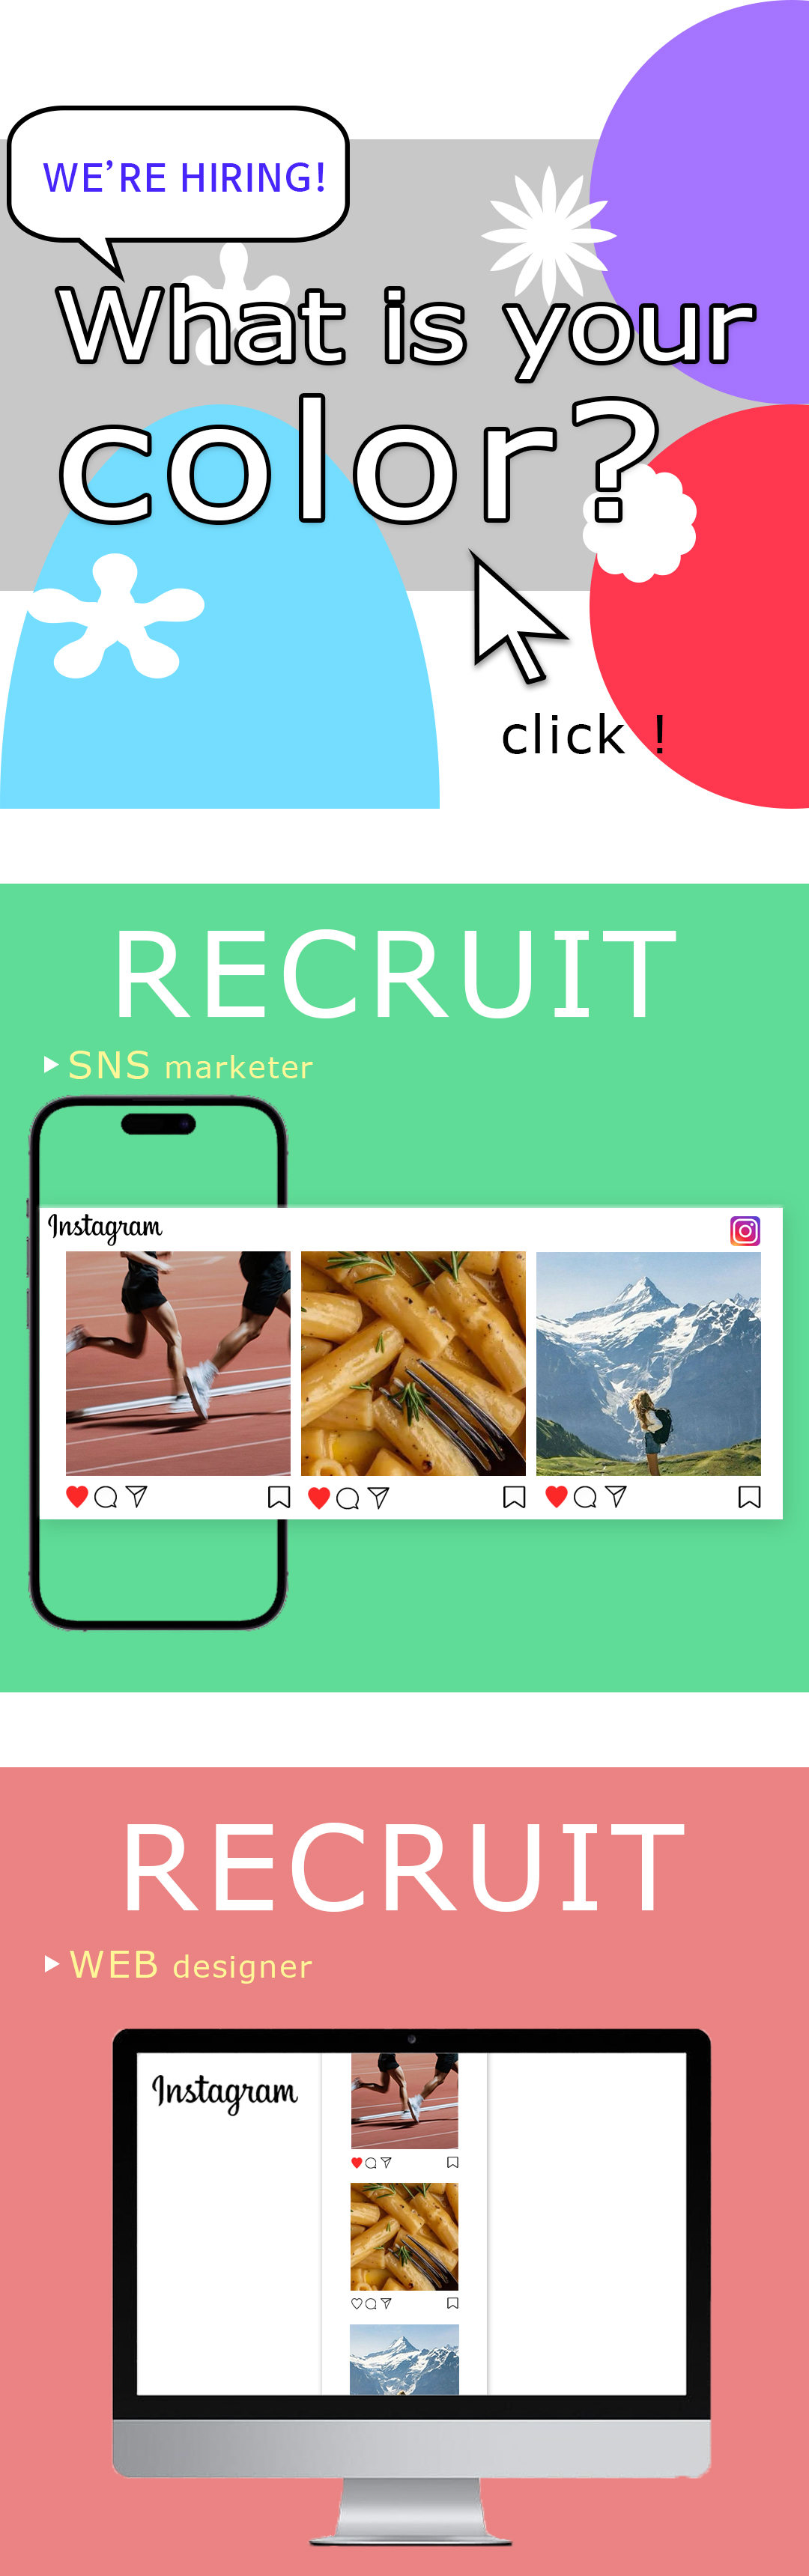 WE’RE HIRING!
What is your
color?
click !
RECRUIT
SNS marketer
Instagram
RECRUIT
WEB designer
Instagram